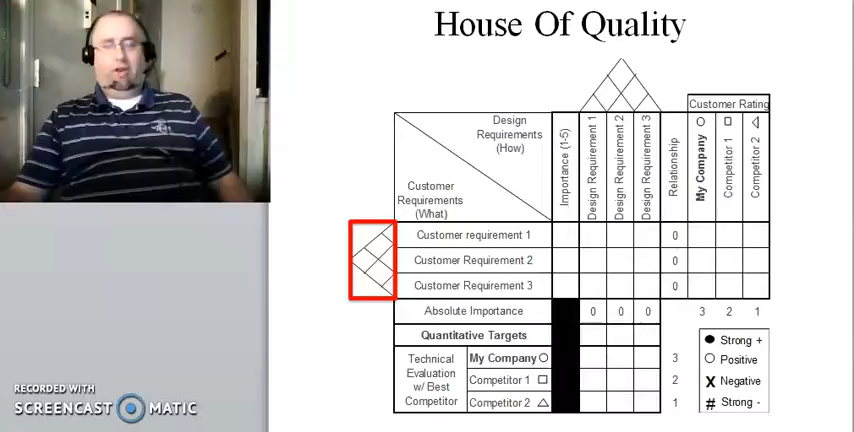 House Of Quality
Customer Rating
Design
Requirements
(How)
Customer
Requirements
(What)
Importance (1-5)
Design Requirement 1
Design Requirement 2
Design Requirement 3
Relationship
My Company
Competitor 1
Competitor 2
Customer requirement 1
0
Customer Requirement 2
0
Customer Requirement 3
0
Absolute Importance
0 0 0
3 2 1
Quantitative Targets
Technical
Evaluation
w/ Best
Competitor
My Company
3
Competitor 1
2
Competitor 2
1
Strong +
Positive
X Negative
# Strong -
RECORDED WITH
SCREENCAST MATIC